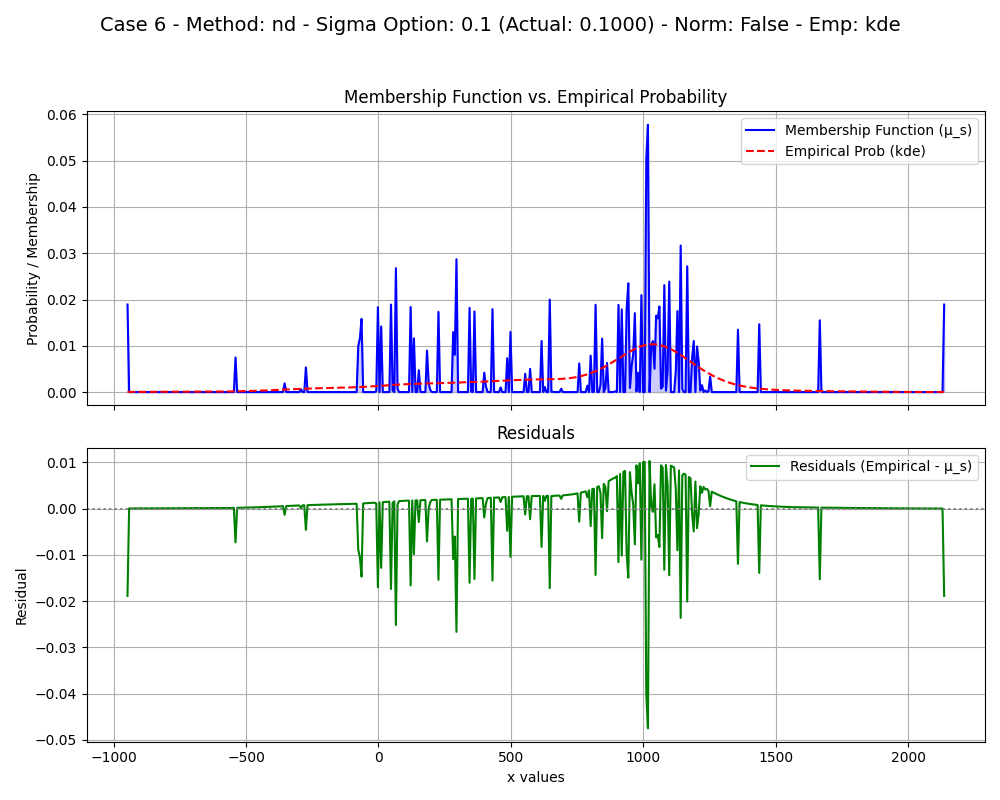 Case 6 - Method: nd - Sigma Option: 0.1 (Actual: 0.1000) - Norm: False - Emp: kde
Membership Function vs. Empirical Probability
Probability / Membership
0.06
0.05
0.04
0.03
0.02
0.01
0.00
Membership Function (μ_s)
Empirical Prob (kde)
Residuals
Residual
0.01
0.00
−0.01
−0.02
−0.03
−0.04
−0.05
Residuals (Empirical - μ_s)
−1000
−500
0
500
1000
1500
2000
x values